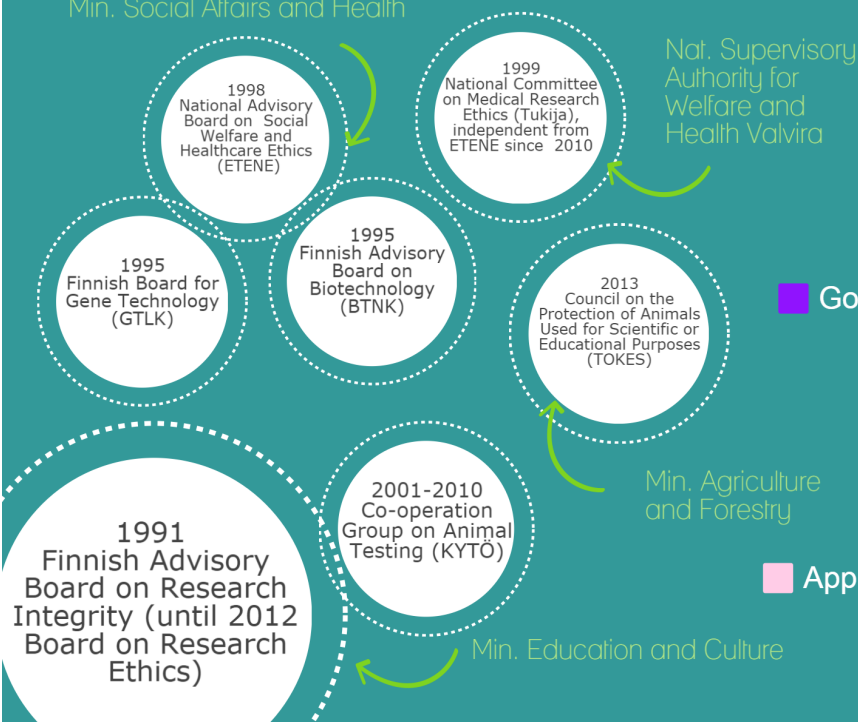 Min. Social Affairs and Health
1998
National Advisory
Board on Social
Welfare and
Healthcare Ethics
(ETENE)
1999
National Committee
on Medical Research
Ethics (Tukija),
independent from
ETENE since 2010
Nat. Supervisory
Authority for
Welfare and
Health Valvira
1995
Finnish Board for
Gene Technology
(GTLK)
1995
Finnish Advisory
Board on
Biotechnology
(BTNK)
2013
Council on the
Protection of Animals
Used for Scientific or
Educational Purposes
(TOKES)
Go
1991
Finnish Advisory
Board on Research
Integrity (until 2012
Board on Research
Ethics)
2001-2010
Co-operation
Group on Animal
Testing (KYTÖ)
Min. Agriculture
and Forestry
App
Min. Education and Culture